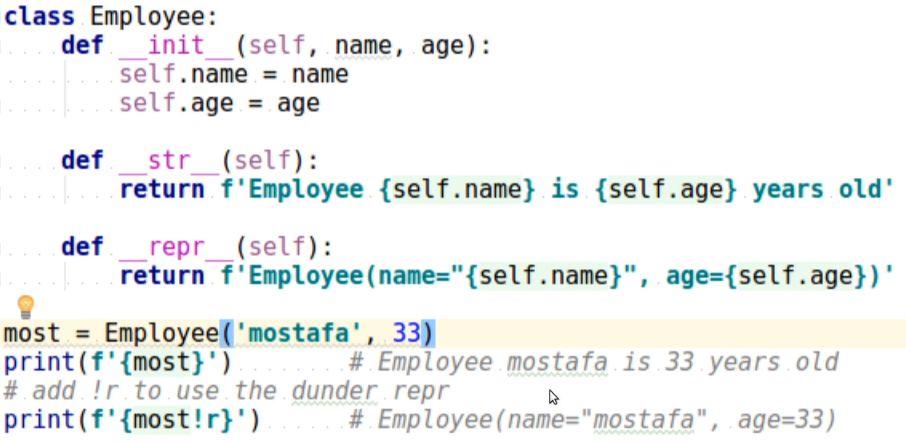 class Employee:
    def __init__(self, name, age):
        self.name = name
        self.age = age
    def __str__(self):
        return f'Employee {self.name} is {self.age} years old'
    def __repr__(self):
        return f'Employee(name="{self.name}", age={self.age})'
most = Employee('mostafa', 33)
print(f'{most}')        # Employee mostafa is 33 years old
# add !r to use the dunder repr
print(f'{most!r}')      # Employee(name="mostafa", age=33)